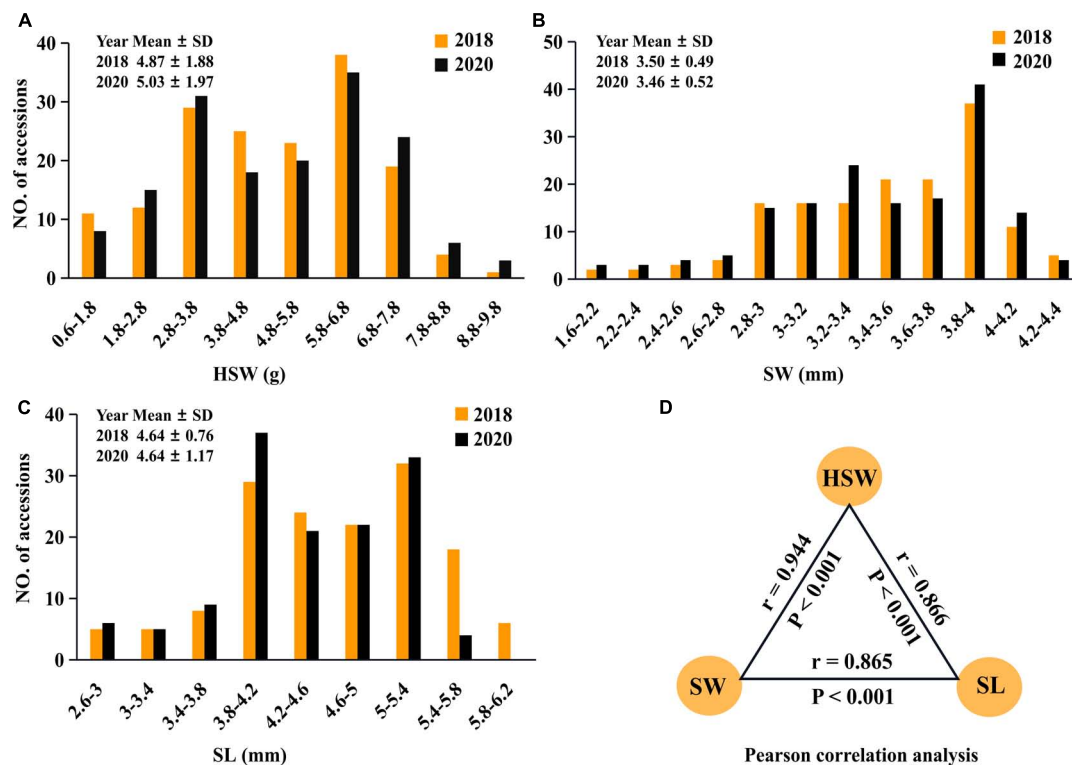 A
Year Mean ± SD
2018 4.87 ± 1.88
2020 5.03 ± 1.97
2018
2020
NO. of accessions
40
30
20
10
0
0.6-1.8
1.8-2.8
2.8-3.8
3.8-4.8
4.8-5.8
5.8-6.8
6.8-7.8
7.8-8.8
8.8-9.8
HSW (g)
B
Year Mean ± SD
2018 3.50 ± 0.49
2020 3.46 ± 0.52
2018
2020
NO. of accessions
50
40
30
20
10
0
1.6-2.2
2.2-2.4
2.4-2.6
2.6-2.8
2.8-3
3-3.2
3.2-3.4
3.4-3.6
3.6-3.8
3.8-4
4-4.2
4.2-4.4
SW (mm)
C
Year Mean ± SD
2018 4.64 ± 0.76
2020 4.64 ± 1.17
2018
2020
NO. of accessions
40
30
20
10
0
2.6-3
3-3.4
3.4-3.8
3.8-4.2
4.2-4.6
4.6-5
5-5.4
5.4-5.8
5.8-6.2
SL (mm)
D
HSW
r = 0.944
P < 0.001
r = 0.866
P < 0.001
SW
r = 0.865
P < 0.001
SL
Pearson correlation analysis